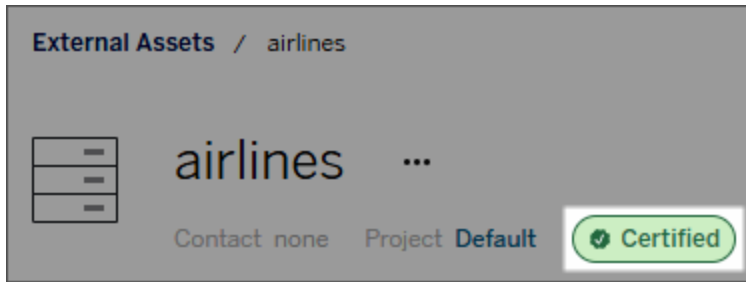 External Assets / airlines
airlines ...
Contact none Project Default Certified